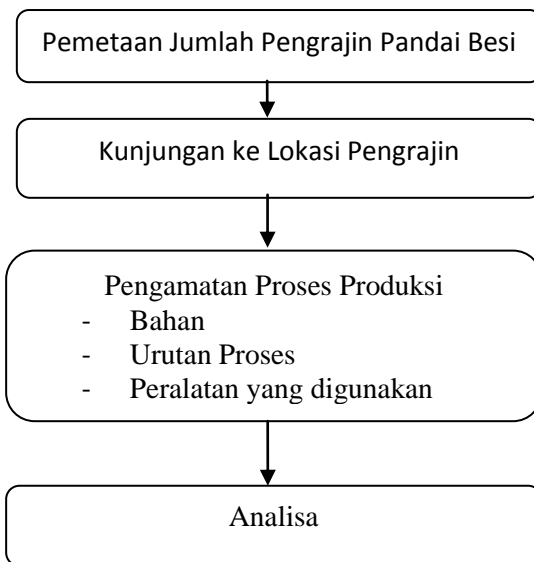 Pemetaan Jumlah Pengrajin Pandai Besi
Kunjungan ke Lokasi Pengrajin
Pengamatan Proses Produksi
- Bahan
- Urutan Proses
- Peralatan yang digunakan
Analisa